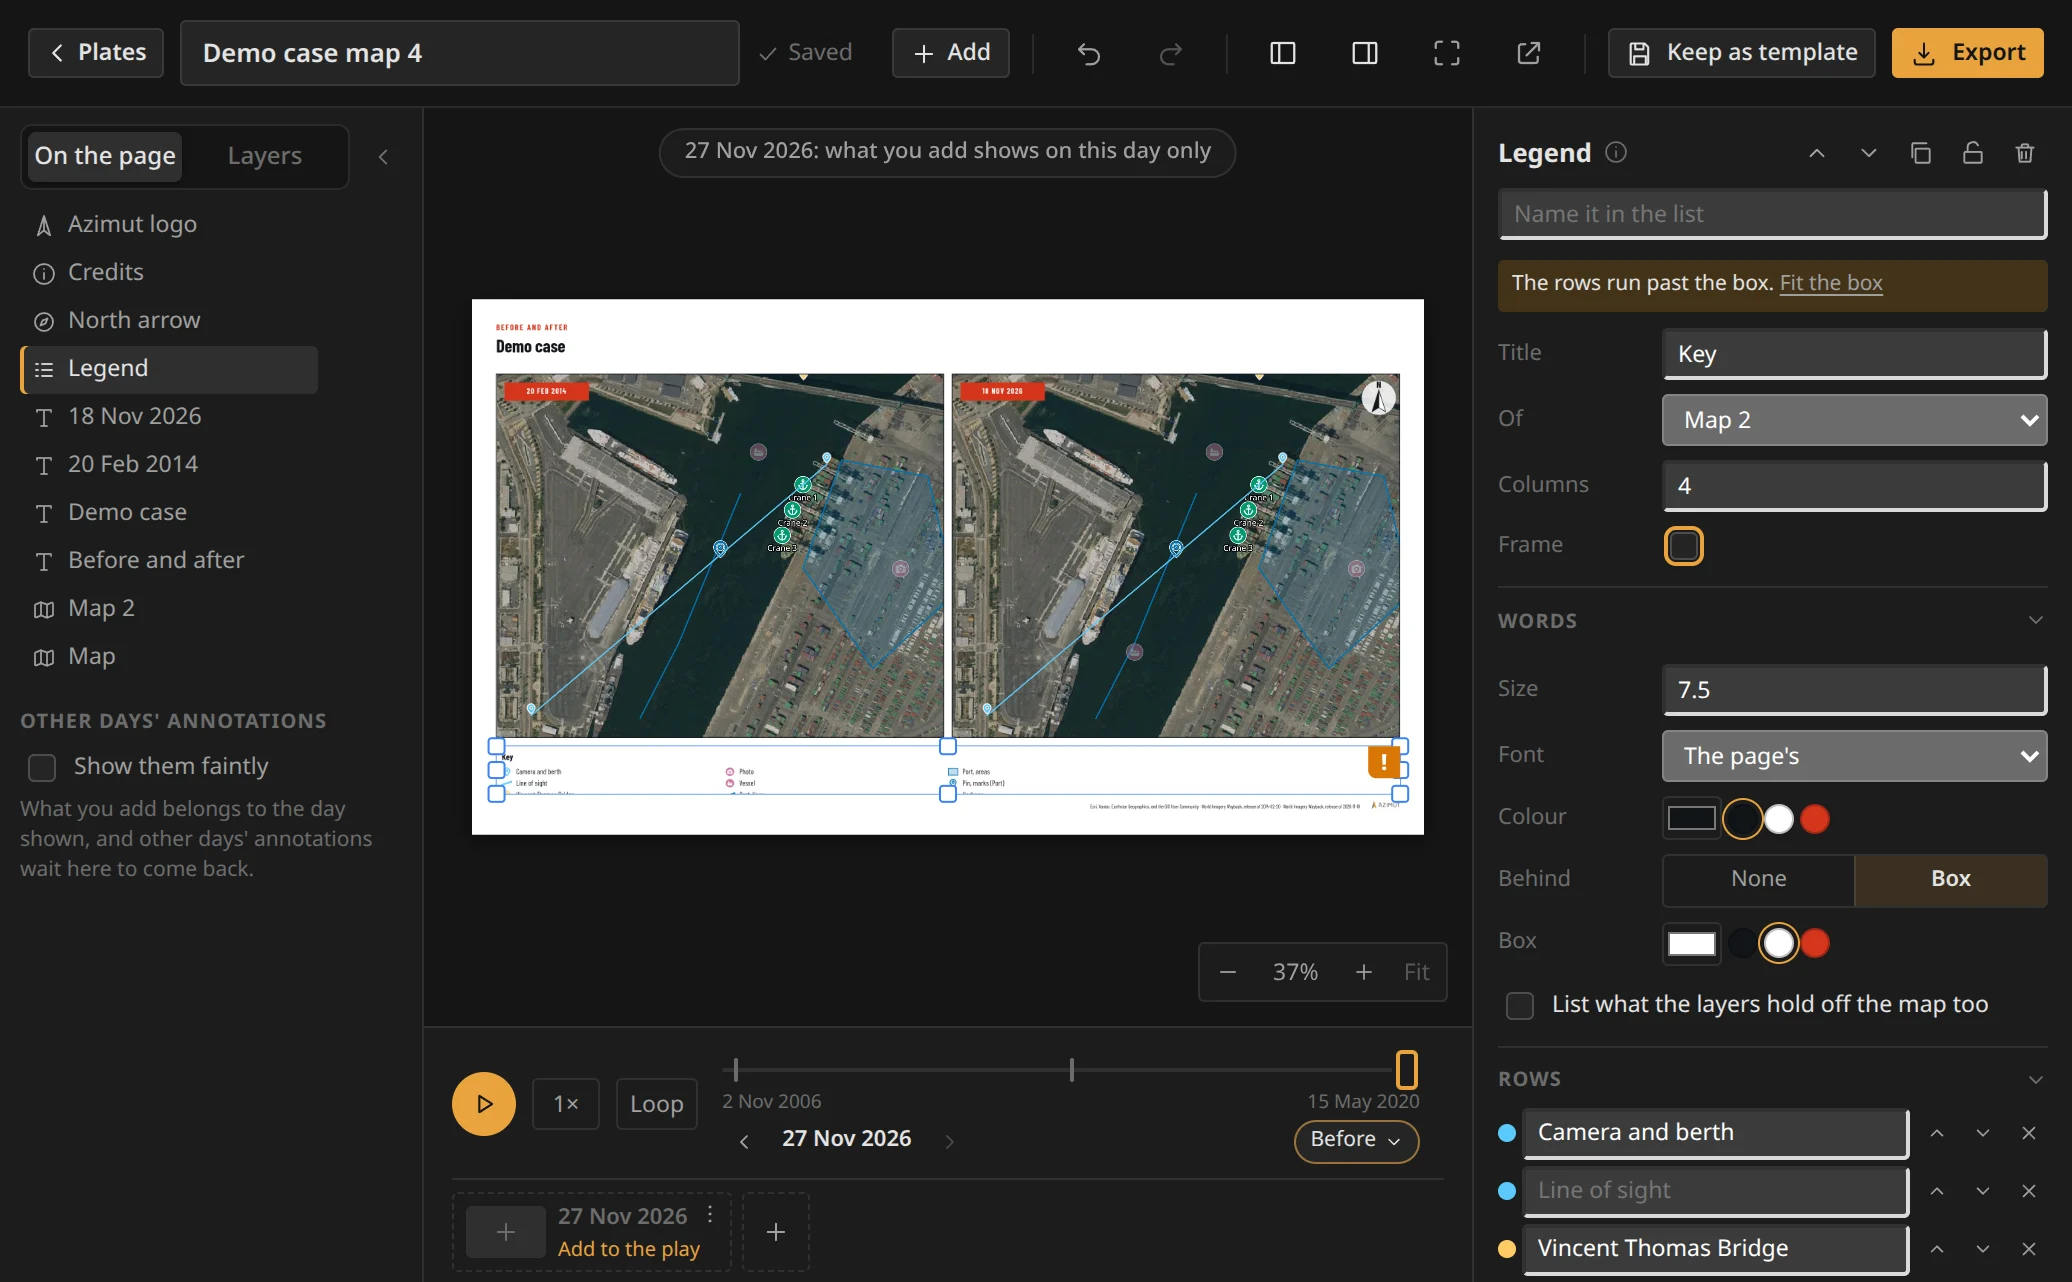 Plates
Demo case map 4
Saved
Add
Keep as template
Export
On the page
Layers
Azimut logo
Credits
North arrow
Legend
18 Nov 2026
20 Feb 2014
Demo case
Before and after
Map 2
Map
OTHER DAYS' ANNOTATIONS
Show them faintly
What you add belongs to the day
shown, and other days' annotations
wait here to come back.
27 Nov 2026: what you add shows on this day only
BEFORE AND AFTER
Demo case
20 FEB 2014
Crane 1
Crane 2
Crane 3
18 NOV 2026
N
Crane 1
Crane 2
Crane 3
Key
Camera and berth
Line of sight
Photo
Vessel
Port, areas
Pin, marks (Port)
!
AZIMUT
37%
Fit
1×
Loop
2 Nov 2006
15 May 2020
27 Nov 2026
Before
27 Nov 2026
Add to the play
Legend
Name it in the list
The rows run past the box. Fit the box
Title
Key
Of
Map 2
Columns
4
Frame
WORDS
Size
7.5
Font
The page's
Colour
Behind
None
Box
Box
List what the layers hold off the map too
ROWS
Camera and berth
Line of sight
Vincent Thomas Bridge